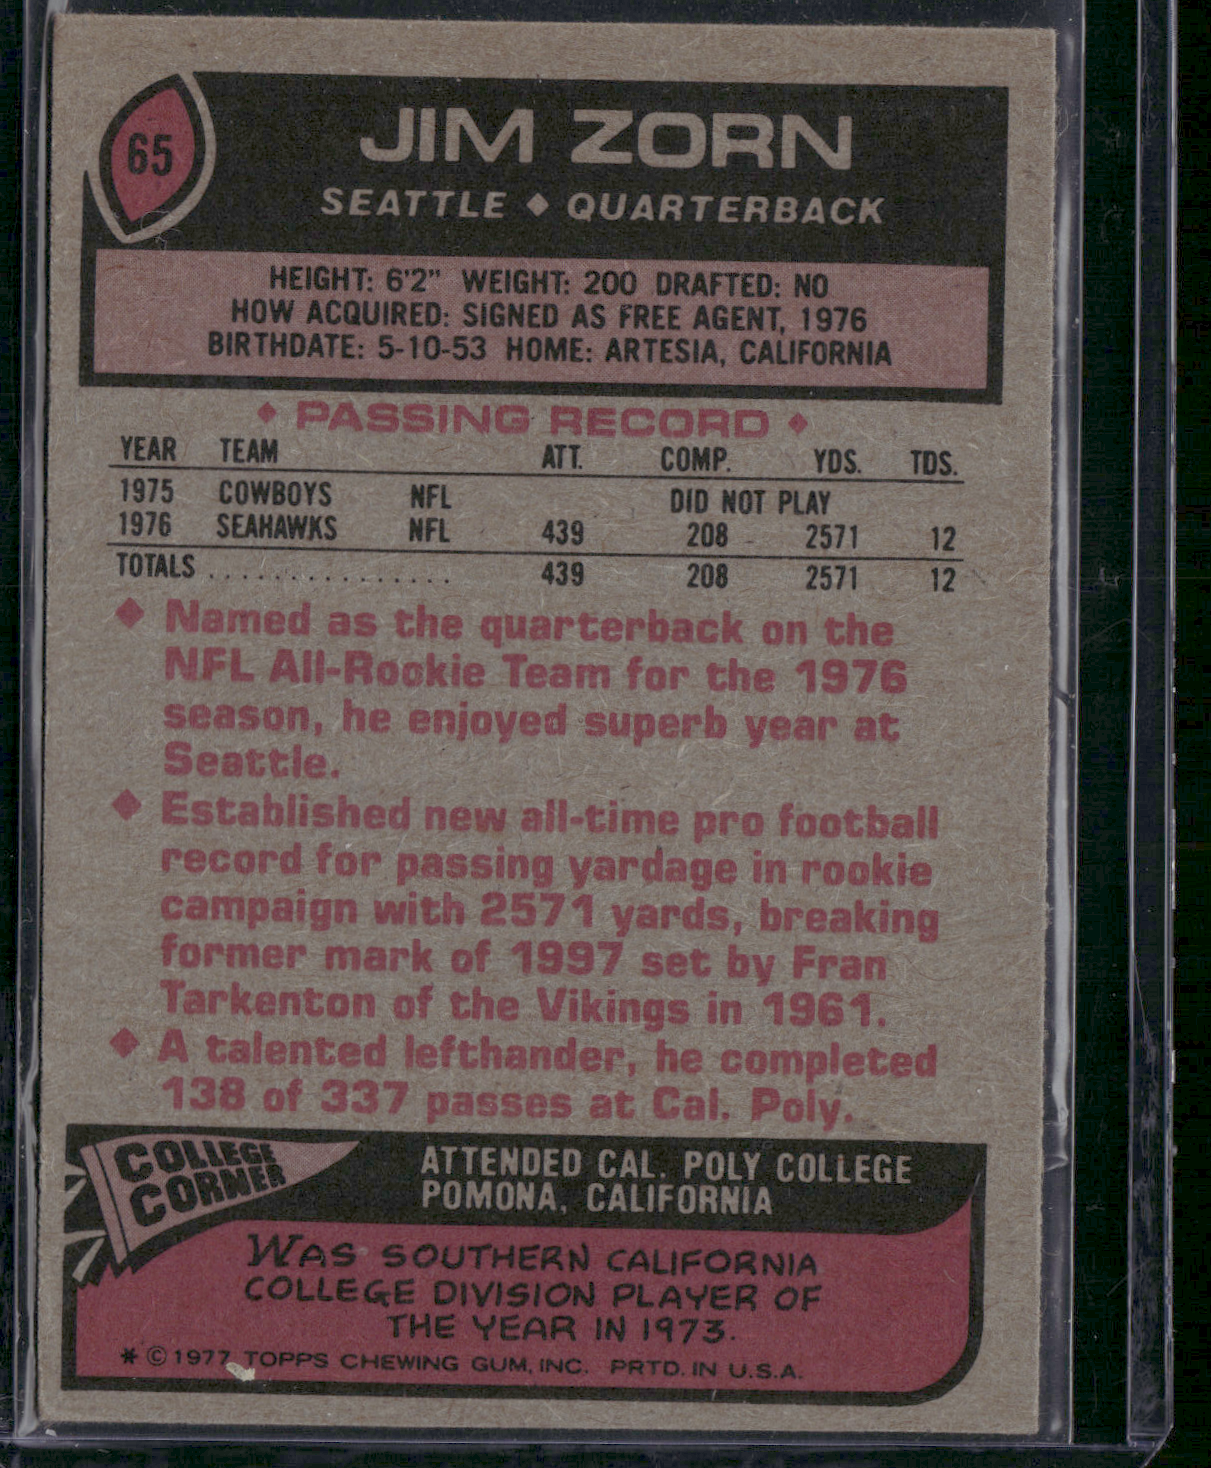 65
JIM ZORN
SEATTLE ♦ QUARTERBACK
HEIGHT: 6'2" WEIGHT: 200 DRAFTED: NO
HOW ACQUIRED: SIGNED AS FREE AGENT, 1976
BIRTHDATE: 5-10-53 HOME: ARTESIA, CALIFORNIA
♦ PASSING RECORD ♦
YEAR TEAM ATT. COMP. YDS. TDS.
1975 COWBOYS NFL DID NOT PLAY
1976 SEAHAWKS NFL 439 208 2571 12
TOTALS ................ 439 208 2571 12
♦ Named as the quarterback on the
NFL All-Rookie Team for the 1976
season, he enjoyed superb year at
Seattle.
♦ Established new all-time pro football
record for passing yardage in rookie
campaign with 2571 yards, breaking
former mark of 1997 set by Fran
Tarkenton of the Vikings in 1961.
♦ A talented lefthander, he completed
138 of 337 passes at Cal. Poly.
COLLEGE
CORNER
ATTENDED CAL. POLY COLLEGE
POMONA, CALIFORNIA
WAS SOUTHERN CALIFORNIA
COLLEGE DIVISION PLAYER OF
THE YEAR IN 1973.
* © 1977 TOPPS CHEWING GUM, INC. PRTD. IN U.S.A.